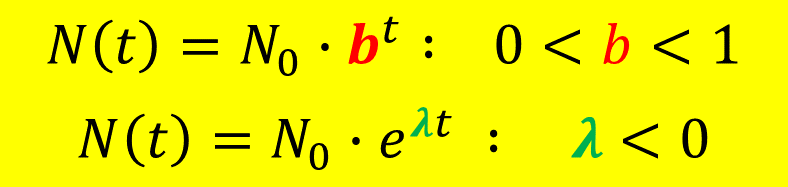 N(t) = N₀ · bᵗ : 0 < b < 1
N(t) = N₀ · e^{λt} : λ < 0